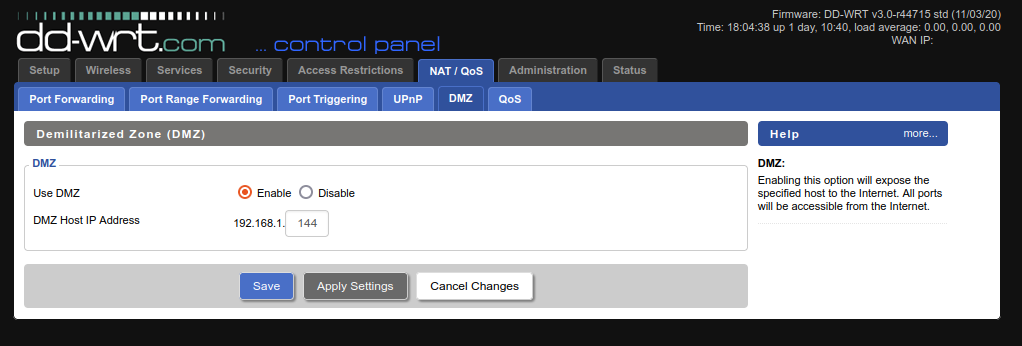 Firmware: DD-WRT v3.0-r44715 std (11/03/20)
Time: 18:04:38 up 1 day, 10:40, load average: 0.00, 0.00, 0.00
WAN IP:
dd-wrt.com ... control panel
Setup Wireless Services Security Access Restrictions NAT / QoS Administration Status
Port Forwarding Port Range Forwarding Port Triggering UPnP DMZ QoS
Demilitarized Zone (DMZ)
DMZ
Use DMZ Enable Disable
DMZ Host IP Address 192.168.1. 144
Save Apply Settings Cancel Changes
Help more...
DMZ:
Enabling this option will expose the
specified host to the Internet. All ports
will be accessible from the Internet.